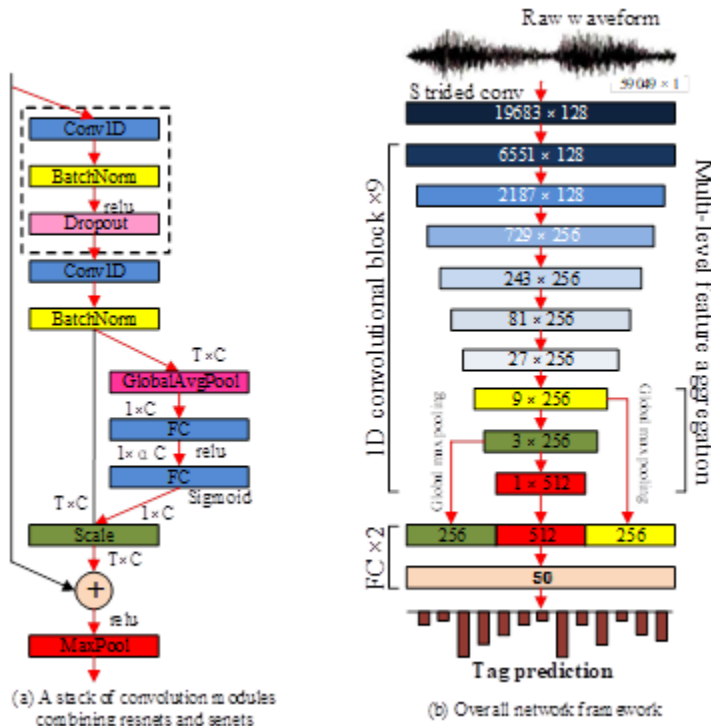 Conv1D
BatchNorm
relu
Dropout
Conv1D
BatchNorm
T×C
GlobalAvgPool
1×C
FC
1×αC
relu
FC
Sigmoid
T×C
1×C
Scale
T×C
+
relu
MaxPool
(a) A stack of convolution modules
combining resnets and senets
Raw waveform
59049 × 1
Strided conv
19683 × 128
6551 × 128
2187 × 128
729 × 256
243 × 256
81 × 256
27 × 256
9 × 256
3 × 256
1 × 512
1D convolutional block ×9
Multi-level feature aggregation
Global max pooling
Global max pooling
256
512
256
FC ×2
50
Tag prediction
(b) Overall network framework